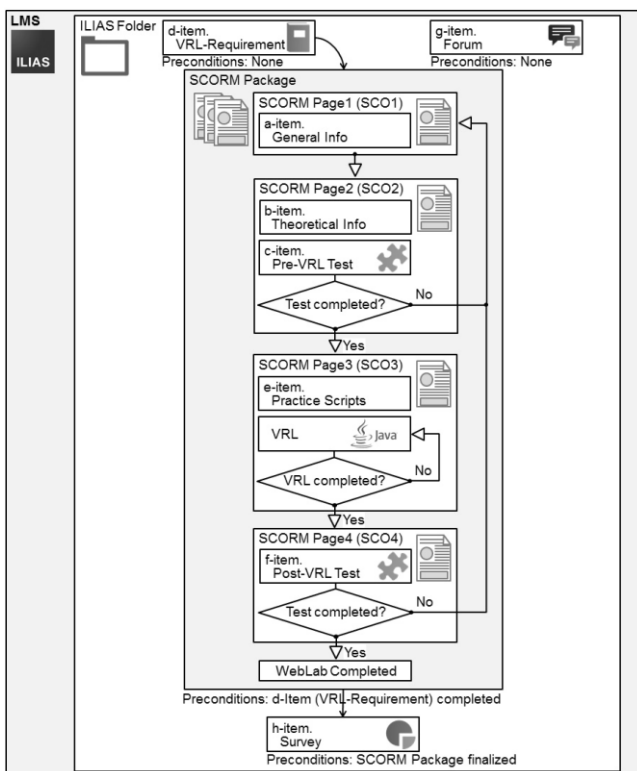 LMS
ILIAS
ILIAS Folder
d-item.
VRL-Requirement
Preconditions: None
g-item.
Forum
Preconditions: None
SCORM Package
SCORM Page1 (SCO1)
a-item.
General Info
SCORM Page2 (SCO2)
b-item.
Theoretical Info
c-item.
Pre-VRL Test
Test completed?
No
Yes
SCORM Page3 (SCO3)
e-item.
Practice Scripts
VRL
Java
VRL completed?
No
Yes
SCORM Page4 (SCO4)
f-item.
Post-VRL Test
Test completed?
No
Yes
WebLab Completed
Preconditions: d-Item (VRL-Requirement) completed
h-item.
Survey
Preconditions: SCORM Package finalized